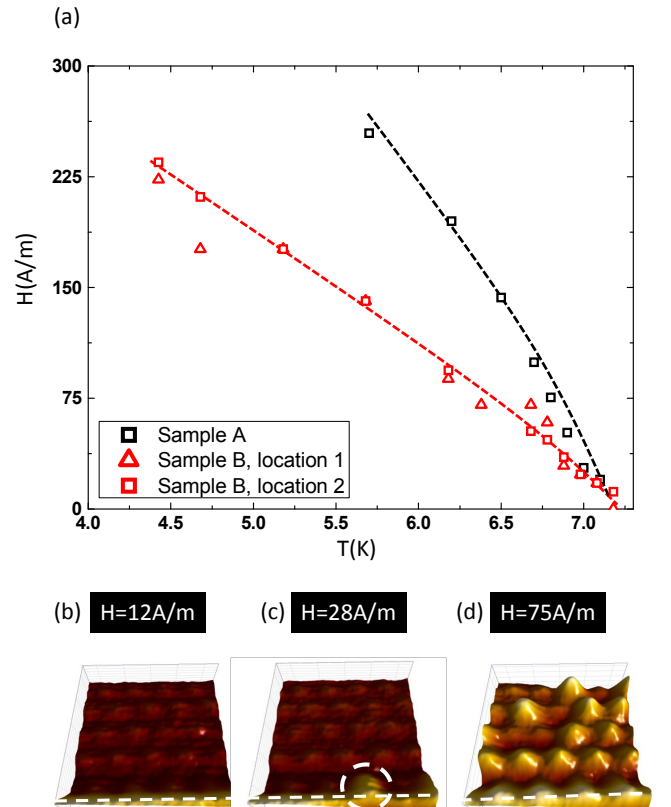 (a)
300
225
150
75
0
H(A/m)
Sample A
Sample B, location 1
Sample B, location 2
4.0 4.5 5.0 5.5 6.0 6.5 7.0
T(K)
(b) H=12A/m (c) H=28A/m (d) H=75A/m